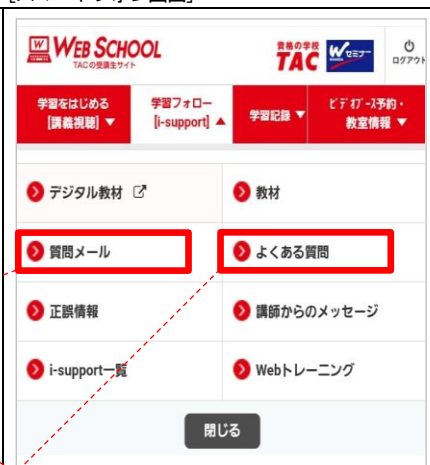 WEB SCHOOL
TACの受講生サイト
資格の学校
TAC
Wセミナー
ログアウト
学習をはじめる
[講義視聴] ▼
学習フォロー
[i-support] ▲
学習記録 ▼
ビデオブース予約・
教室情報 ▼
デジタル教材
教材
質問メール
よくある質問
正誤情報
講師からのメッセージ
i-support一覧
Webトレーニング
閉じる